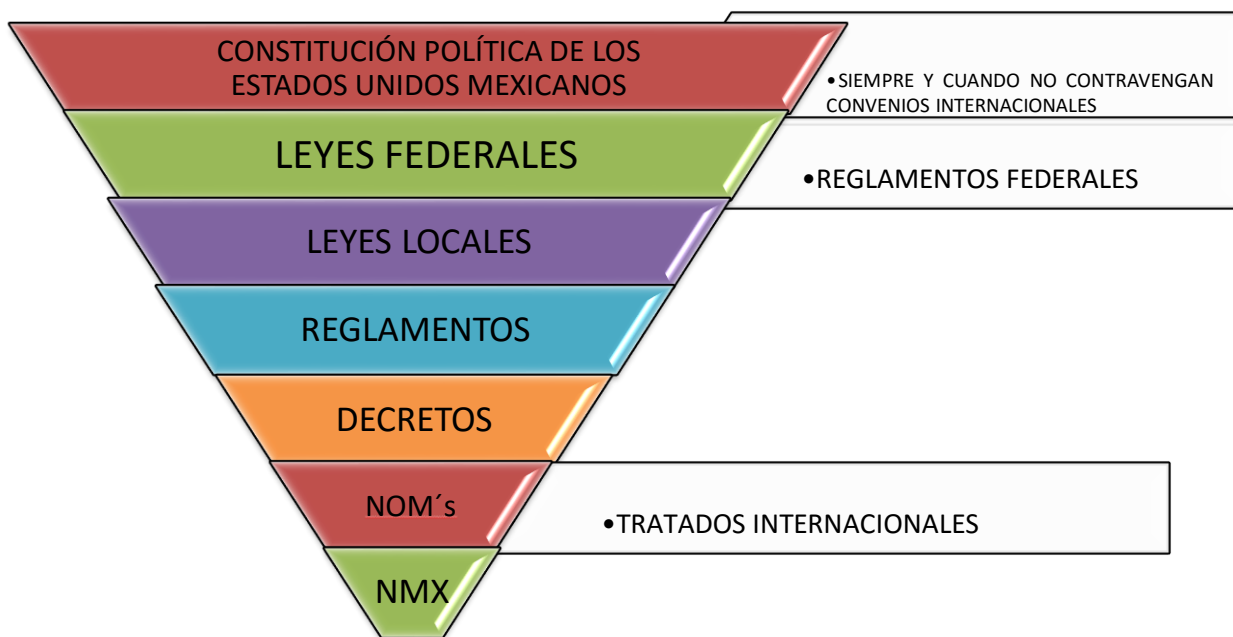 CONSTITUCIÓN POLÍTICA DE LOS
ESTADOS UNIDOS MEXICANOS
•SIEMPRE Y CUANDO NO CONTRAVENGAN
CONVENIOS INTERNACIONALES
LEYES FEDERALES
•REGLAMENTOS FEDERALES
LEYES LOCALES
REGLAMENTOS
DECRETOS
NOM´s
•TRATADOS INTERNACIONALES
NMX